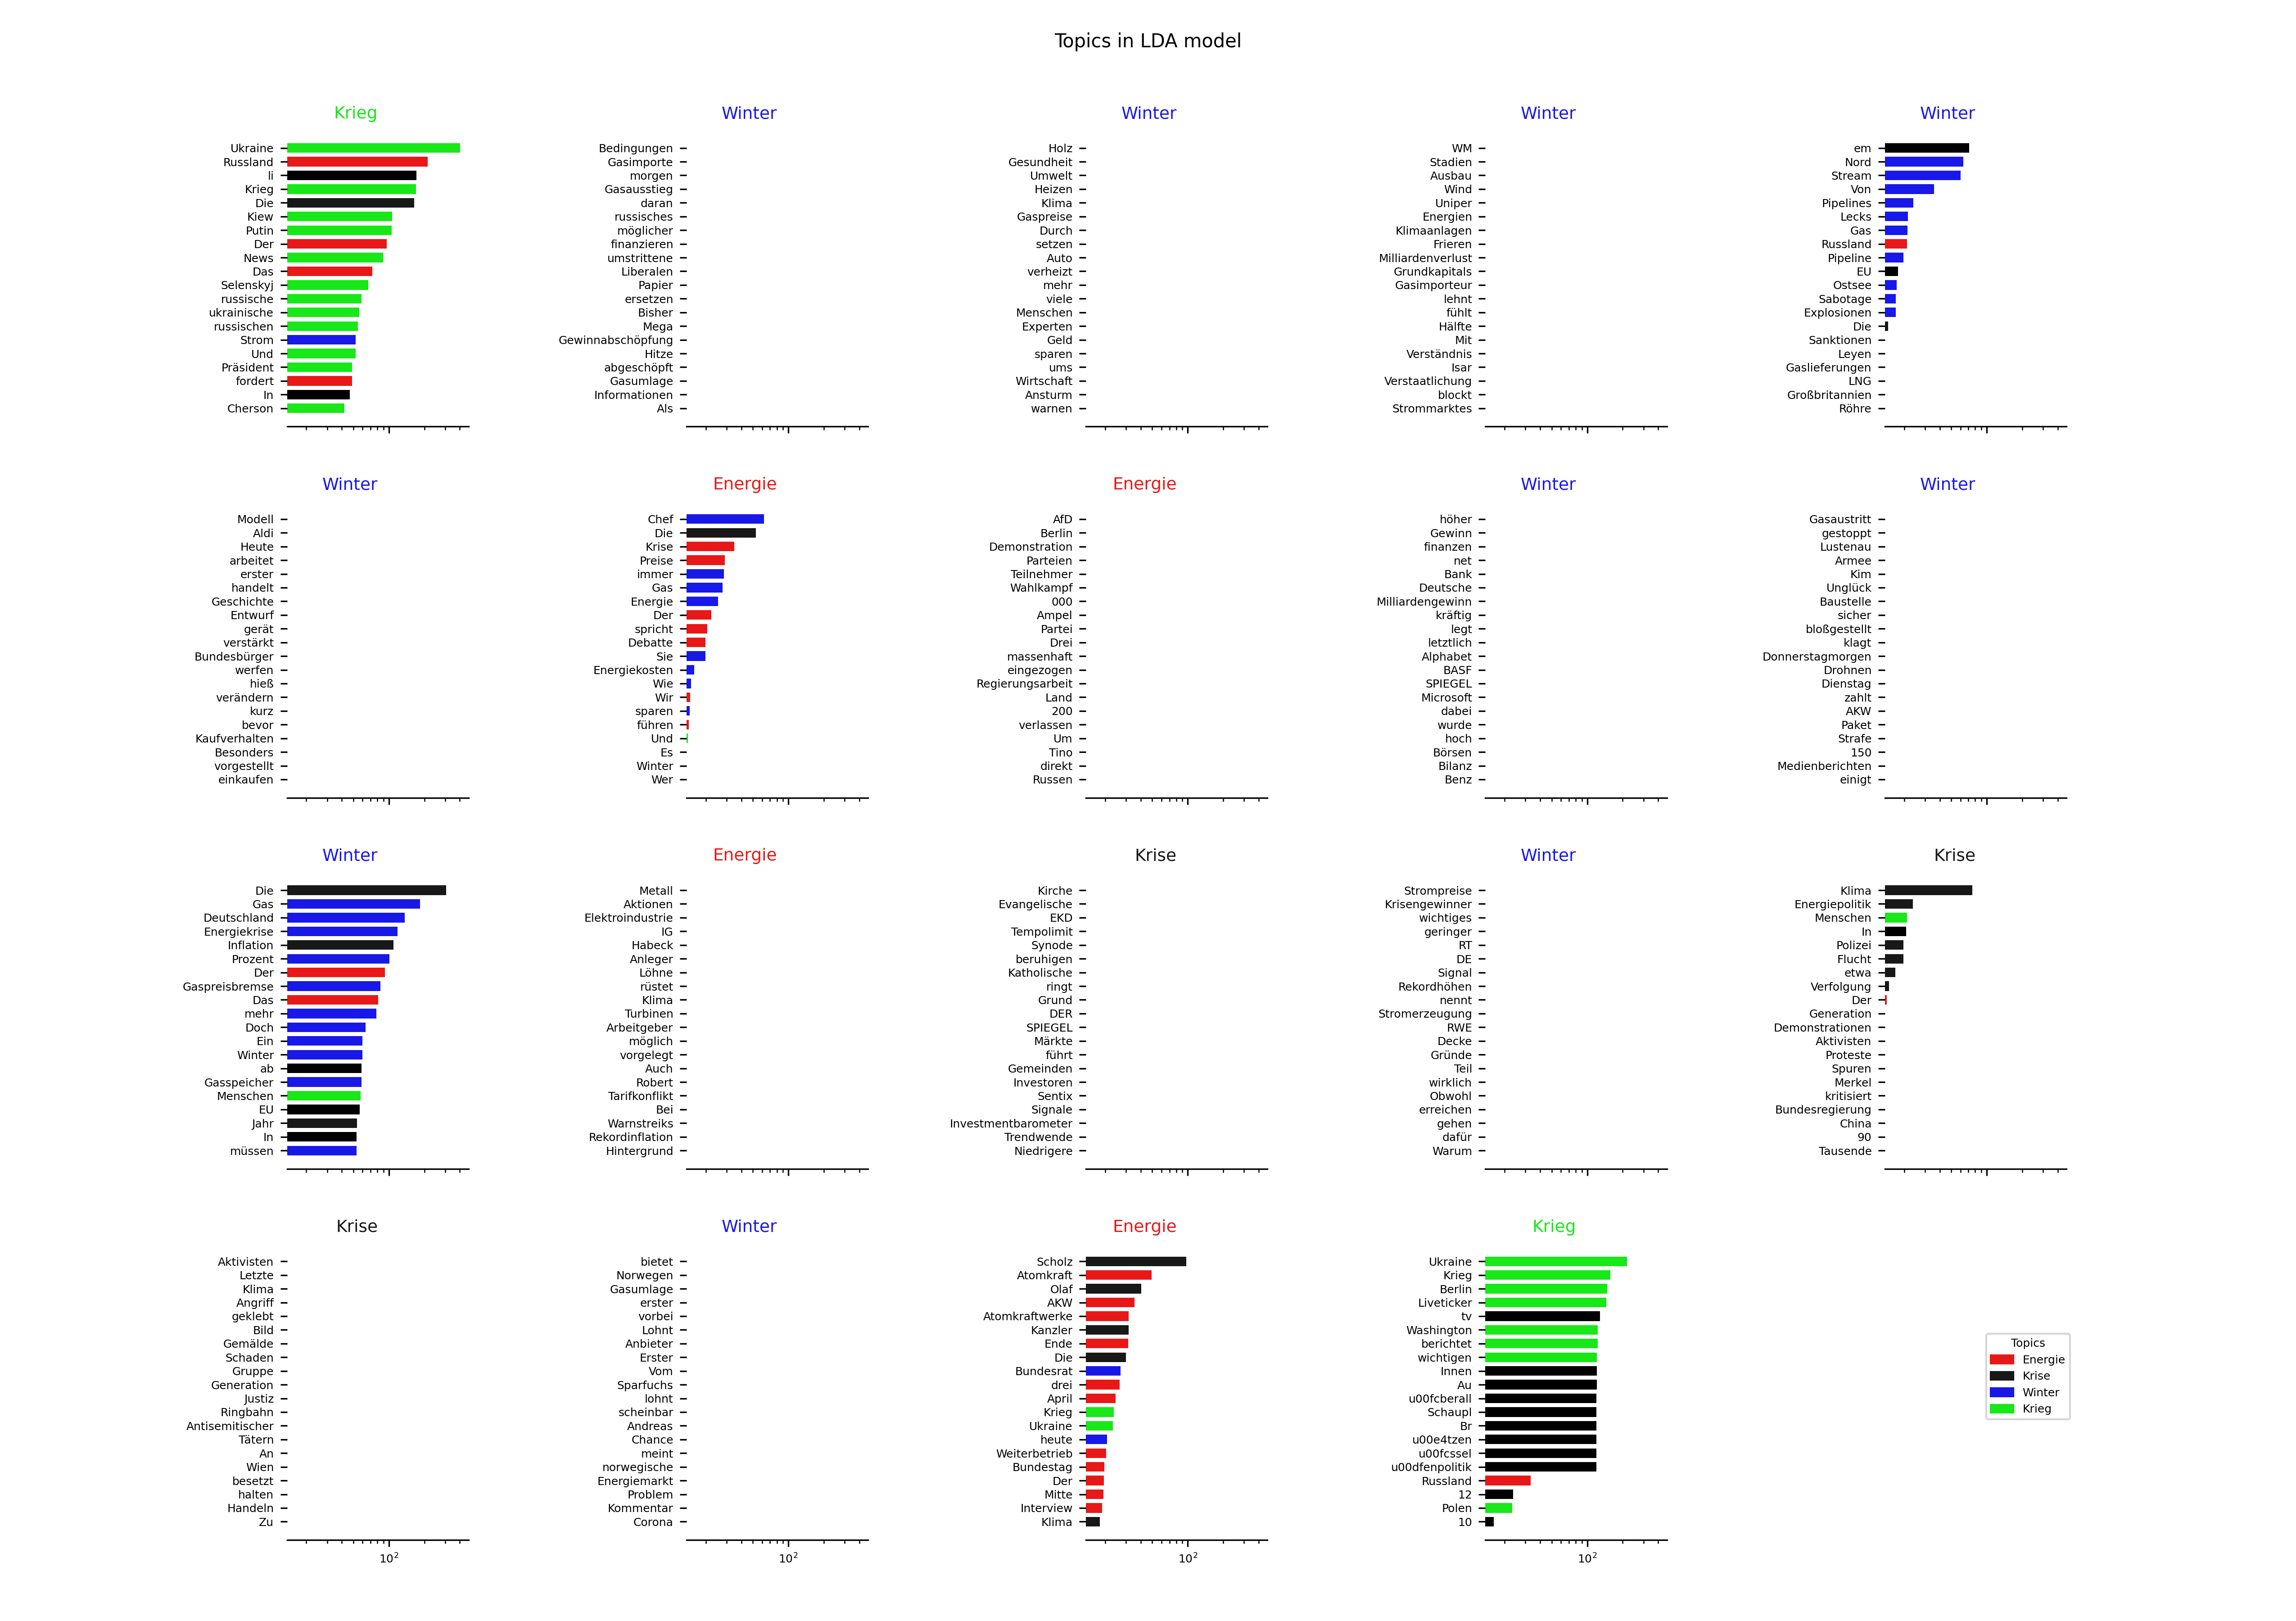 Topics in LDA model
Krieg
Ukraine
Russland
li
Krieg
Die
Kiew
Putin
Der
News
Das
Selenskyj
russische
ukrainische
russischen
Strom
Und
Präsident
fordert
In
Cherson
Winter
Bedingungen
Gasimporte
morgen
Gasausstieg
daran
russisches
möglicher
finanzieren
umstrittene
Liberalen
Papier
ersetzen
Bisher
Mega
Gewinnabschöpfung
Hitze
abgeschöpft
Gasumlage
Informationen
Als
Winter
Holz
Gesundheit
Umwelt
Heizen
Klima
Gaspreise
Durch
setzen
Auto
verheizt
mehr
viele
Menschen
Experten
Geld
sparen
ums
Wirtschaft
Ansturm
warnen
Winter
WM
Stadien
Ausbau
Wind
Uniper
Energien
Klimaanlagen
Frieren
Milliardenverlust
Grundkapitals
Gasimporteur
lehnt
fühlt
Hälfte
Mit
Verständnis
Isar
Verstaatlichung
blockt
Strommarktes
Winter
em
Nord
Stream
Von
Pipelines
Lecks
Gas
Russland
Pipeline
EU
Ostsee
Sabotage
Explosionen
Die
Sanktionen
Leyen
Gaslieferungen
LNG
Großbritannien
Röhre
Winter
Modell
Aldi
Heute
arbeitet
erster
handelt
Geschichte
Entwurf
gerät
verstärkt
Bundesbürger
werfen
hieß
verändern
kurz
bevor
Kaufverhalten
Besonders
vorgestellt
einkaufen
Energie
Chef
Die
Krise
Preise
immer
Gas
Energie
Der
spricht
Debatte
Sie
Energiekosten
Wie
Wir
sparen
führen
Und
Es
Winter
Wer
Energie
AfD
Berlin
Demonstration
Parteien
Teilnehmer
Wahlkampf
000
Ampel
Partei
Drei
massenhaft
eingezogen
Regierungsarbeit
Land
200
verlassen
Um
Tino
direkt
Russen
Winter
höher
Gewinn
finanzen
net
Bank
Deutsche
Milliardengewinn
kräftig
legt
letztlich
Alphabet
BASF
SPIEGEL
Microsoft
dabei
wurde
hoch
Börsen
Bilanz
Benz
Winter
Gasaustritt
gestoppt
Lustenau
Armee
Kim
Unglück
Baustelle
sicher
bloßgestellt
klagt
Donnerstagmorgen
Drohnen
Dienstag
zahlt
AKW
Paket
Strafe
150
Medienberichten
einigt
Winter
Die
Gas
Deutschland
Energiekrise
Inflation
Prozent
Der
Gaspreisbremse
Das
mehr
Doch
Ein
Winter
ab
Gasspeicher
Menschen
EU
Jahr
In
müssen
Energie
Metall
Aktionen
Elektroindustrie
IG
Habeck
Anleger
Löhne
rüstet
Klima
Turbinen
Arbeitgeber
möglich
vorgelegt
Auch
Robert
Tarifkonflikt
Bei
Warnstreiks
Rekordinflation
Hintergrund
Krise
Kirche
Evangelische
EKD
Tempolimit
Synode
beruhigen
Katholische
ringt
Grund
DER
SPIEGEL
Märkte
führt
Gemeinden
Investoren
Sentix
Signale
Investmentbarometer
Trendwende
Niedrigere
Winter
Strompreise
Krisengewinner
wichtiges
geringer
RT
DE
Signal
Rekordhöhen
nennt
Stromerzeugung
RWE
Decke
Gründe
Teil
wirklich
Obwohl
erreichen
gehen
dafür
Warum
Krise
Klima
Energiepolitik
Menschen
In
Polizei
Flucht
etwa
Verfolgung
Der
Generation
Demonstrationen
Aktivisten
Proteste
Spuren
Merkel
kritisiert
Bundesregierung
China
90
Tausende
Krise
Aktivisten
Letzte
Klima
Angriff
geklebt
Bild
Gemälde
Schaden
Gruppe
Generation
Justiz
Ringbahn
Antisemitischer
Tätern
An
Wien
besetzt
halten
Handeln
Zu
10²
Winter
bietet
Norwegen
Gasumlage
erster
vorbei
Lohnt
Anbieter
Erster
Vom
Sparfuchs
lohnt
scheinbar
Andreas
Chance
meint
norwegische
Energiemarkt
Problem
Kommentar
Corona
10²
Energie
Scholz
Atomkraft
Olaf
AKW
Atomkraftwerke
Kanzler
Ende
Die
Bundesrat
drei
April
Krieg
Ukraine
heute
Weiterbetrieb
Bundestag
Der
Mitte
Interview
Klima
10²
Krieg
Ukraine
Krieg
Berlin
Liveticker
tv
Washington
berichtet
wichtigen
Innen
Au
u00fcberall
Schaupl
Br
u00e4tzen
u00fcssel
u00dfenpolitik
Russland
12
Polen
10
10²
Topics
Energie
Krise
Winter
Krieg